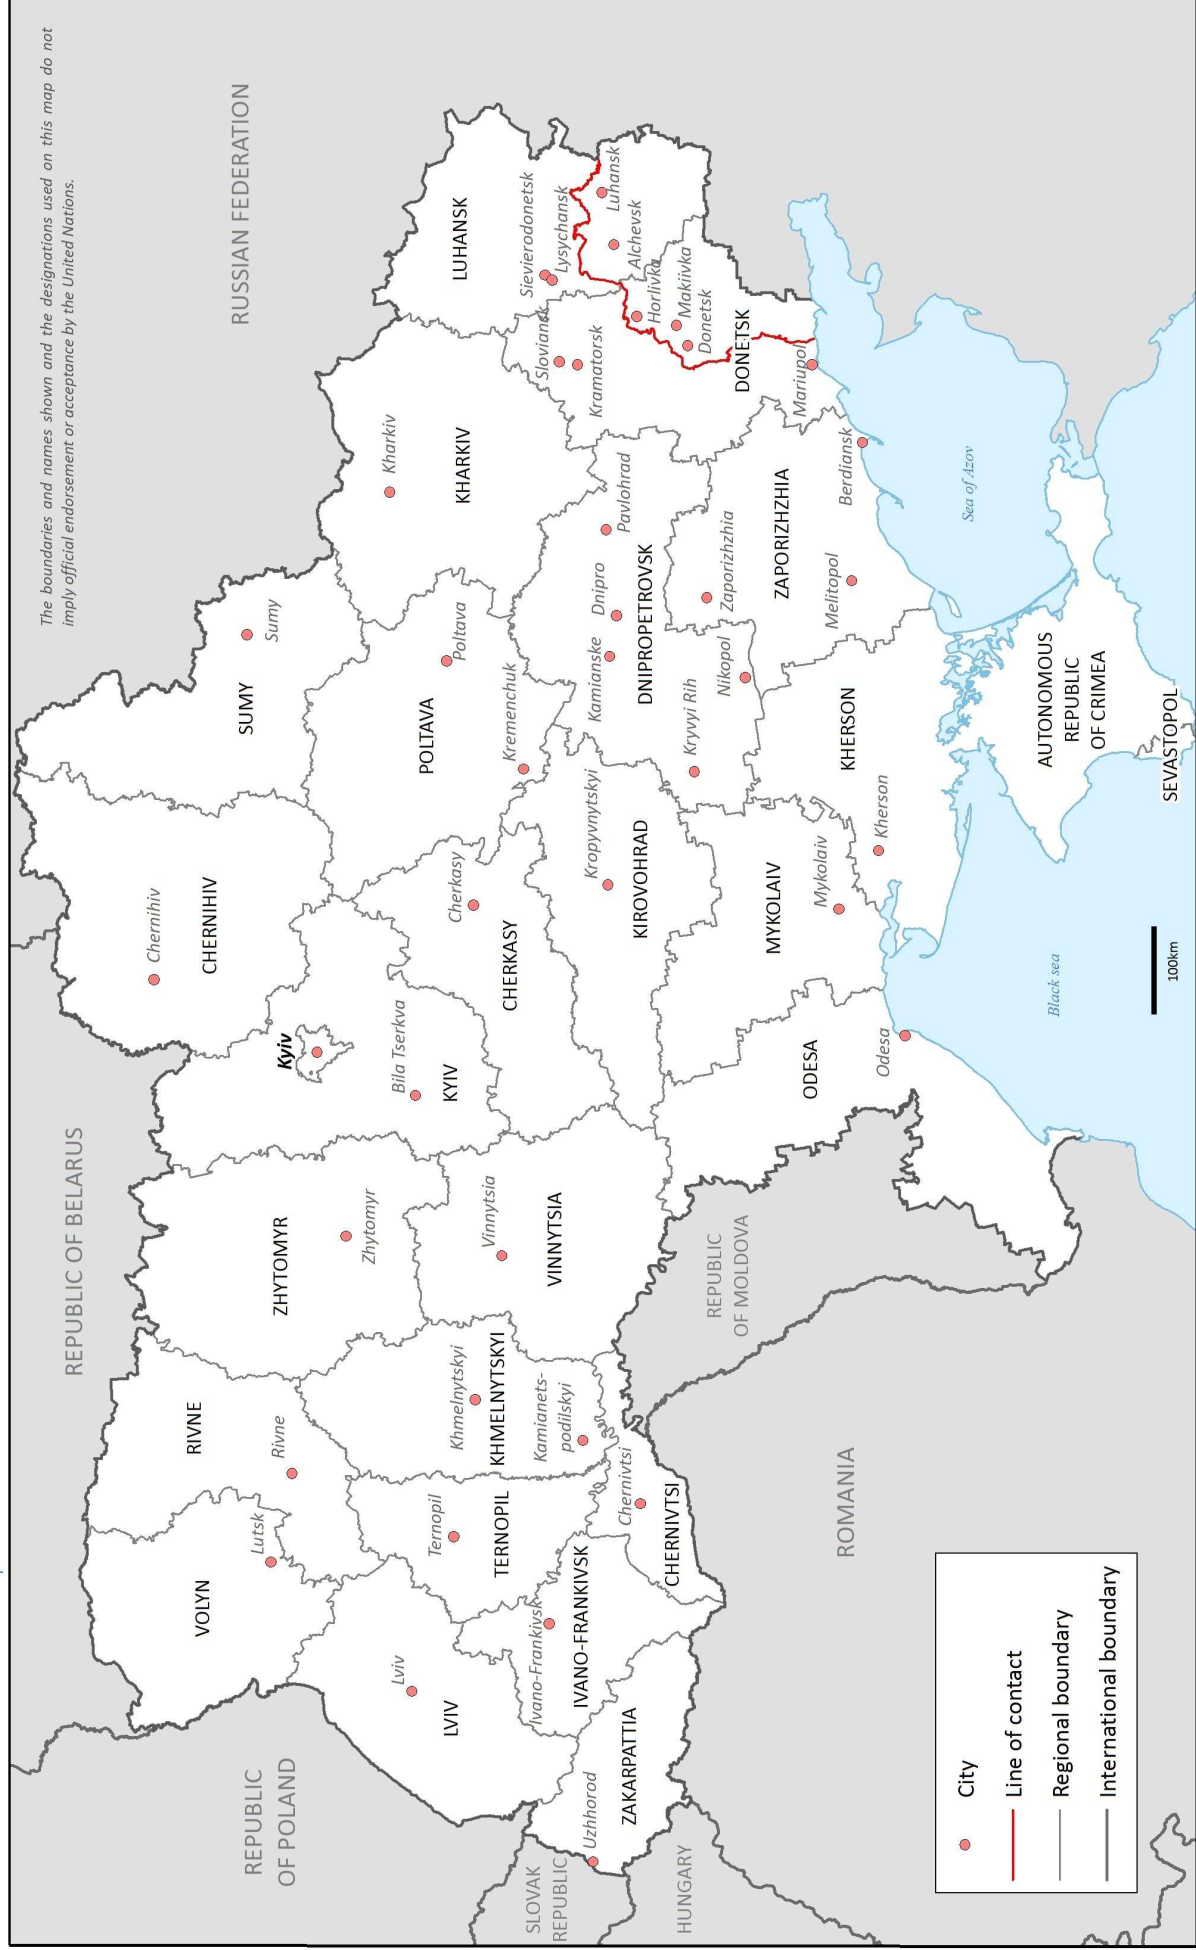 The boundaries and names shown and the designations used on this map do not
imply official endorsement or acceptance by the United Nations.
RUSSIAN FEDERATION
REPUBLIC OF BELARUS
REPUBLIC
OF POLAND
SLOVAK
REPUBLIC
HUNGARY
ROMANIA
REPUBLIC
OF MOLDOVA
VOLYN
Lutsk
RIVNE
Rivne
ZHYTOMYR
Zhytomyr
Kyiv
Bila Tserkva
KYIV
Chernihiv
CHERNIHIV
SUMY
Sumy
LVIV
Lviv
Ternopil
TERNOPIL
Khmelnytskyi
KHMELNYTSKYI
Kamianets-
podilskyi
Vinnytsia
VINNYTSIA
Cherkasy
CHERKASY
POLTAVA
Poltava
Kremenchuk
Kharkiv
KHARKIV
LUHANSK
Sievierodonetsk
Lysychansk
Luhansk
Alchevsk
Uzhhorod
ZAKARPATTIA
Ivano-Frankivsk
IVANO-FRANKIVSK
Chernivtsi
CHERNIVTSI
Kropyvnytskyi
KIROVOHRAD
Kamianske
Dnipro
Pavlohrad
DNIPROPETROVSK
Kryvyi Rih
Nikopol
Sloviansk
Kramatorsk
Horlivka
Makiivka
Donetsk
DONETSK
Mariupol
Zaporizhzhia
ZAPORIZHZHIA
Melitopol
Berdiansk
ODESA
Odesa
MYKOLAIV
Mykolaiv
KHERSON
Kherson
AUTONOMOUS
REPUBLIC
OF CRIMEA
SEVASTOPOL
Sea of Azov
Black sea
100km
City
Line of contact
Regional boundary
International boundary